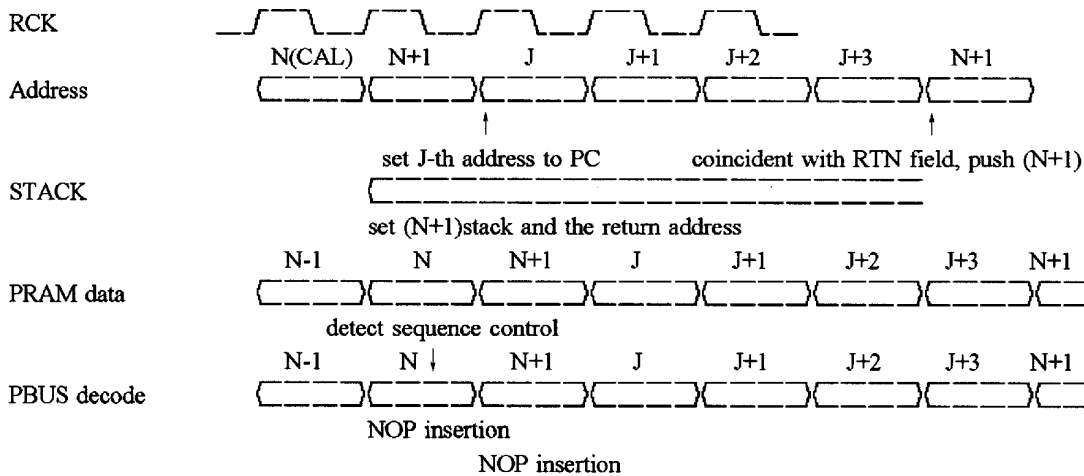 RCK
N(CAL) N+1 J J+1 J+2 J+3 N+1
Address
set J-th address to PC coincident with RTN field, push (N+1)
STACK
set (N+1)stack and the return address
N-1 N N+1 J J+1 J+2 J+3 N+1
PRAM data
detect sequence control
N-1 N N+1 J J+1 J+2 J+3 N+1
PBUS decode
NOP insertion
NOP insertion